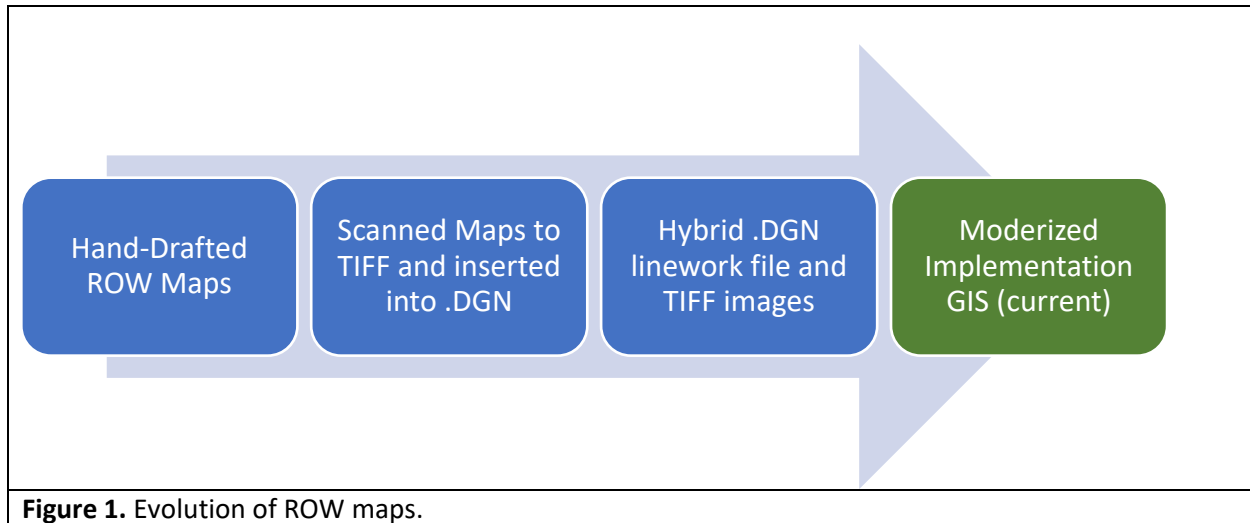 Hand-Drafted
ROW Maps
Scanned Maps to
TIFF and inserted
into .DGN
Hybrid .DGN
linework file and
TIFF images
Moderized
Implementation
GIS (current)
Figure 1. Evolution of ROW maps.